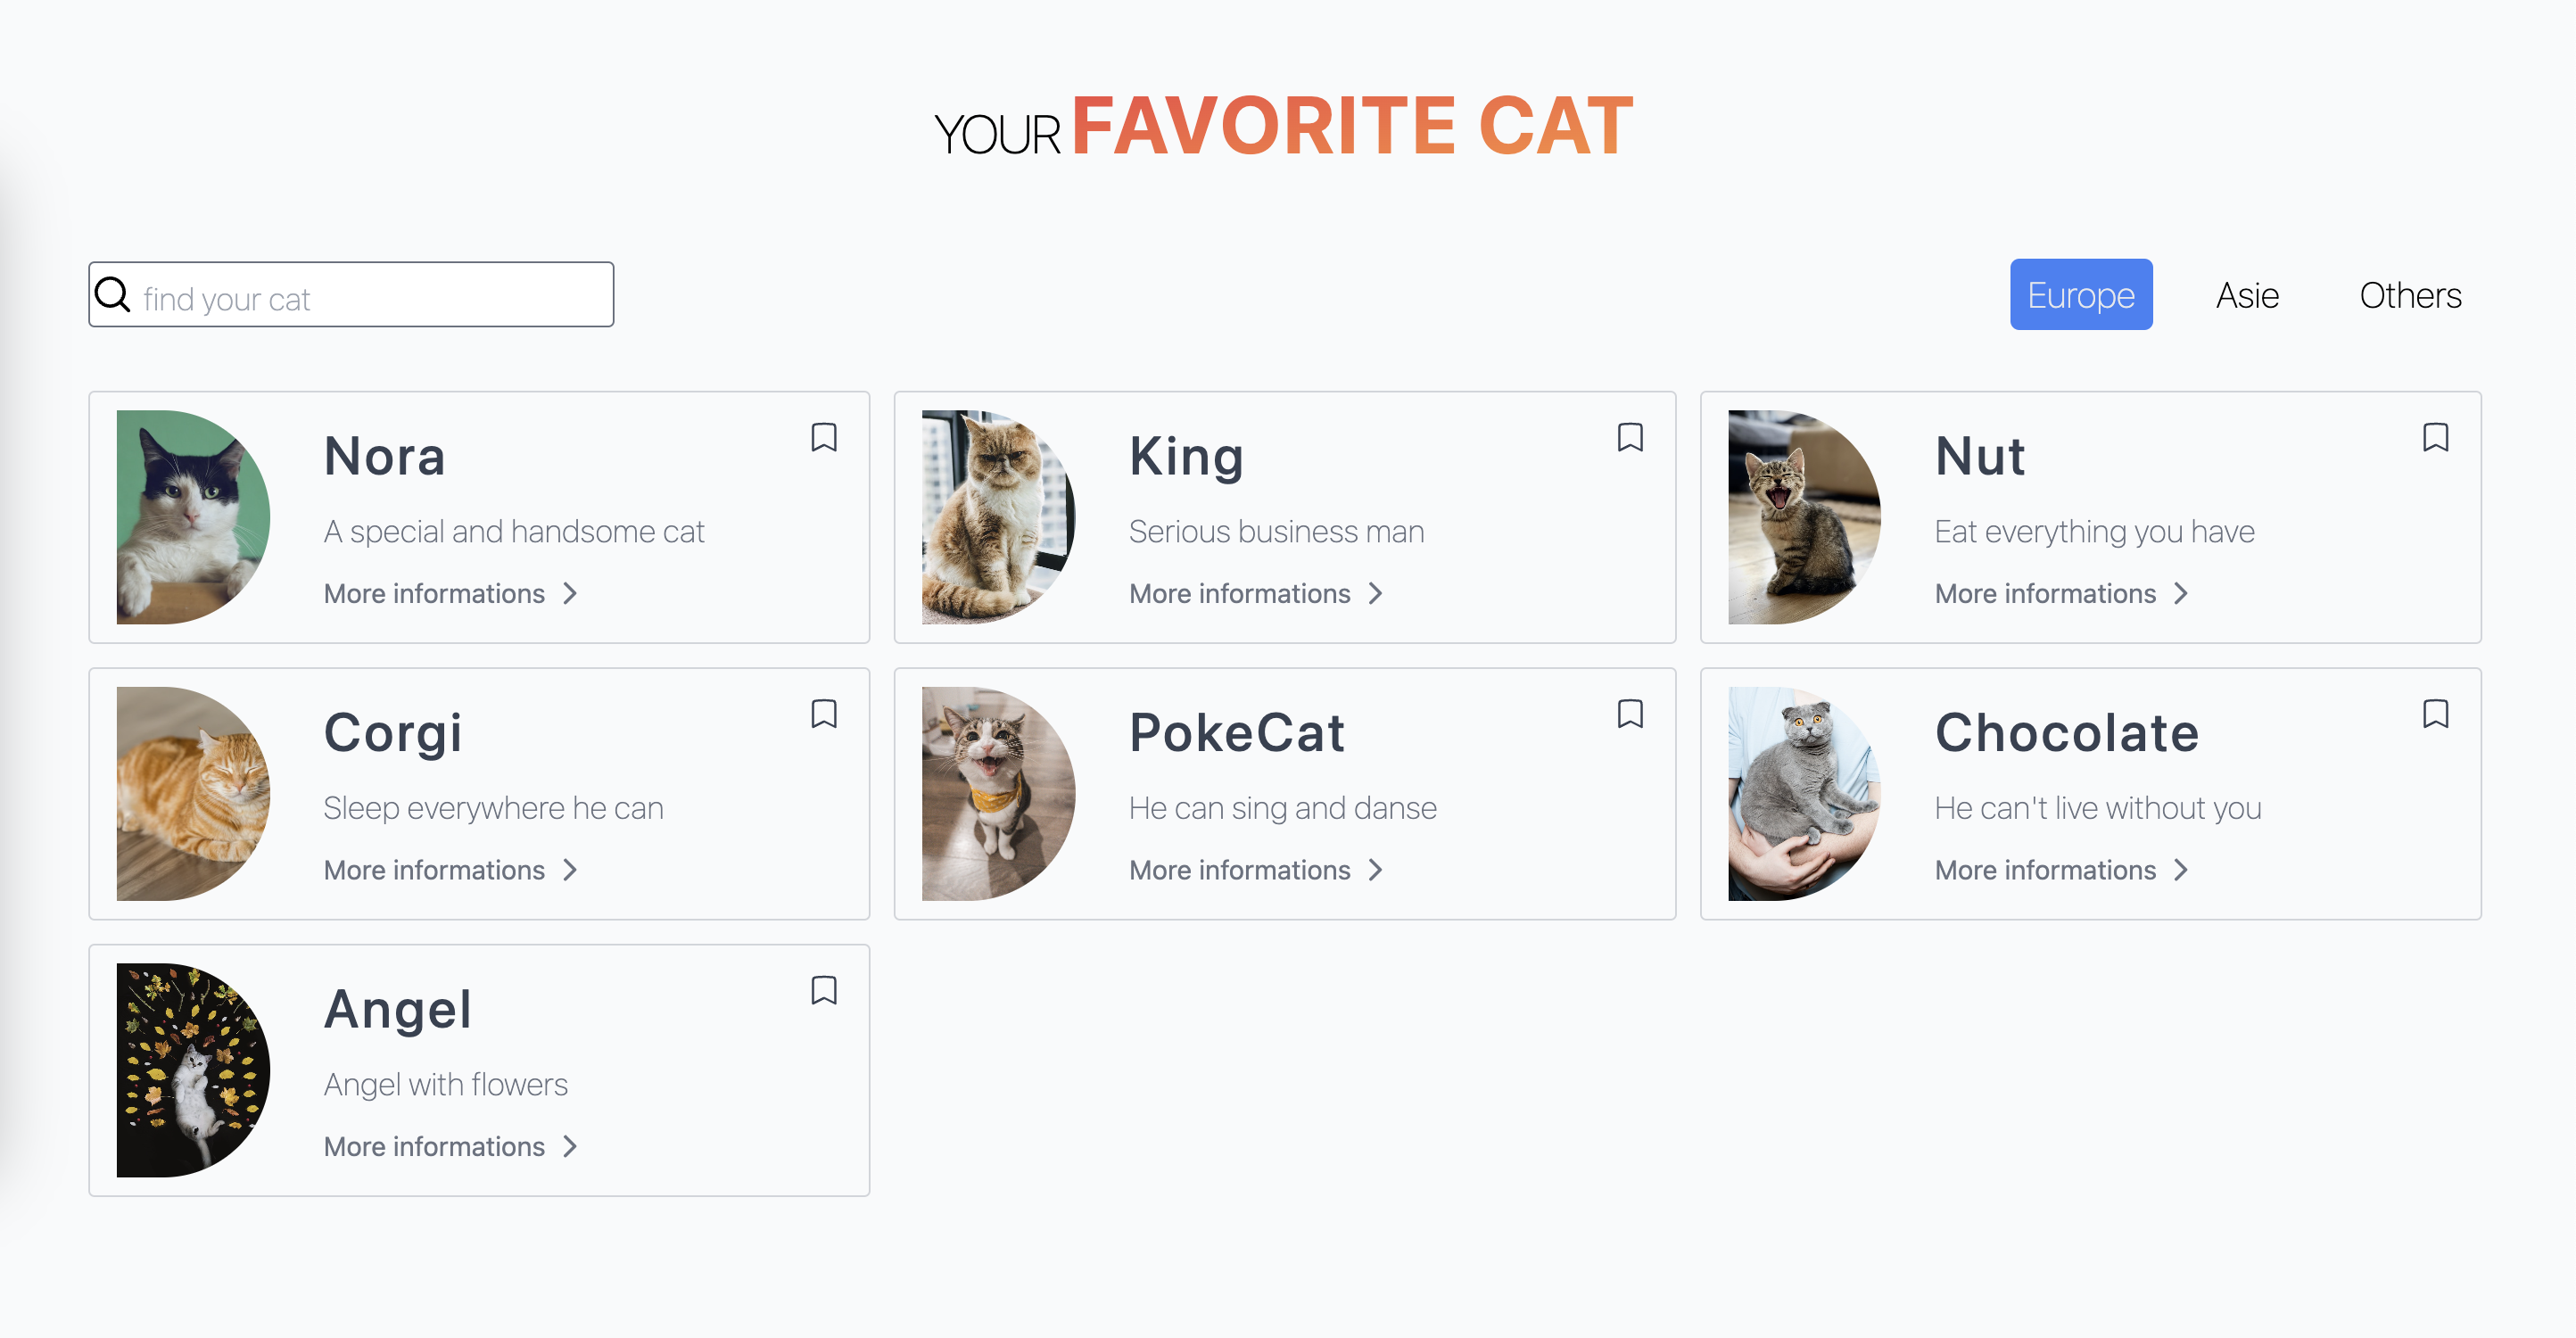 YOUR FAVORITE CAT
find your cat
Europe
Asie
Others
Nora
A special and handsome cat
More informations
King
Serious business man
More informations
Nut
Eat everything you have
More informations
Corgi
Sleep everywhere he can
More informations
PokeCat
He can sing and danse
More informations
Chocolate
He can't live without you
More informations
Angel
Angel with flowers
More informations